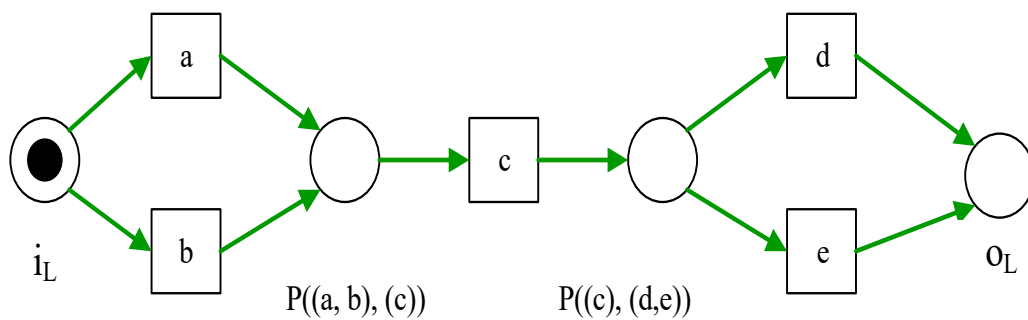 a
d
c
b
e
i_L
o_L
P((a, b), (c))
P((c), (d,e))